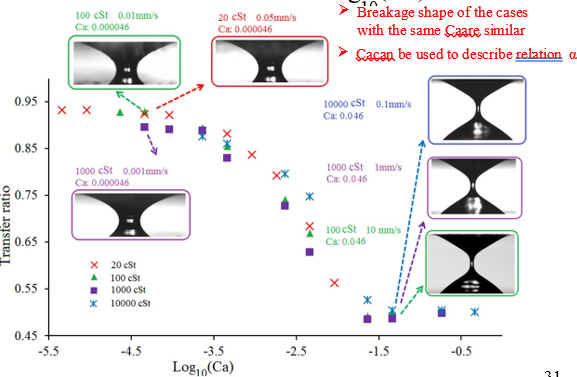 ➢ Breakage shape of the cases
with the same Caare similar
➢ Cacan be used to describe relation α
100 cSt 0.01mm/s
Ca: 0.000046
20 cSt 0.05mm/s
Ca: 0.000046
10000 cSt 0.1mm/s
Ca: 0.046
1000 cSt 0.001mm/s
Ca: 0.000046
1000 cSt 1mm/s
Ca: 0.046
100 cSt 10 mm/s
Ca: 0.046
Transfer ratio
0.95
0.85
0.75
0.65
0.55
0.45
20 cSt
100 cSt
1000 cSt
10000 cSt
-5.5 -4.5 -3.5 -2.5 -1.5 -0.5
Log10(Ca)